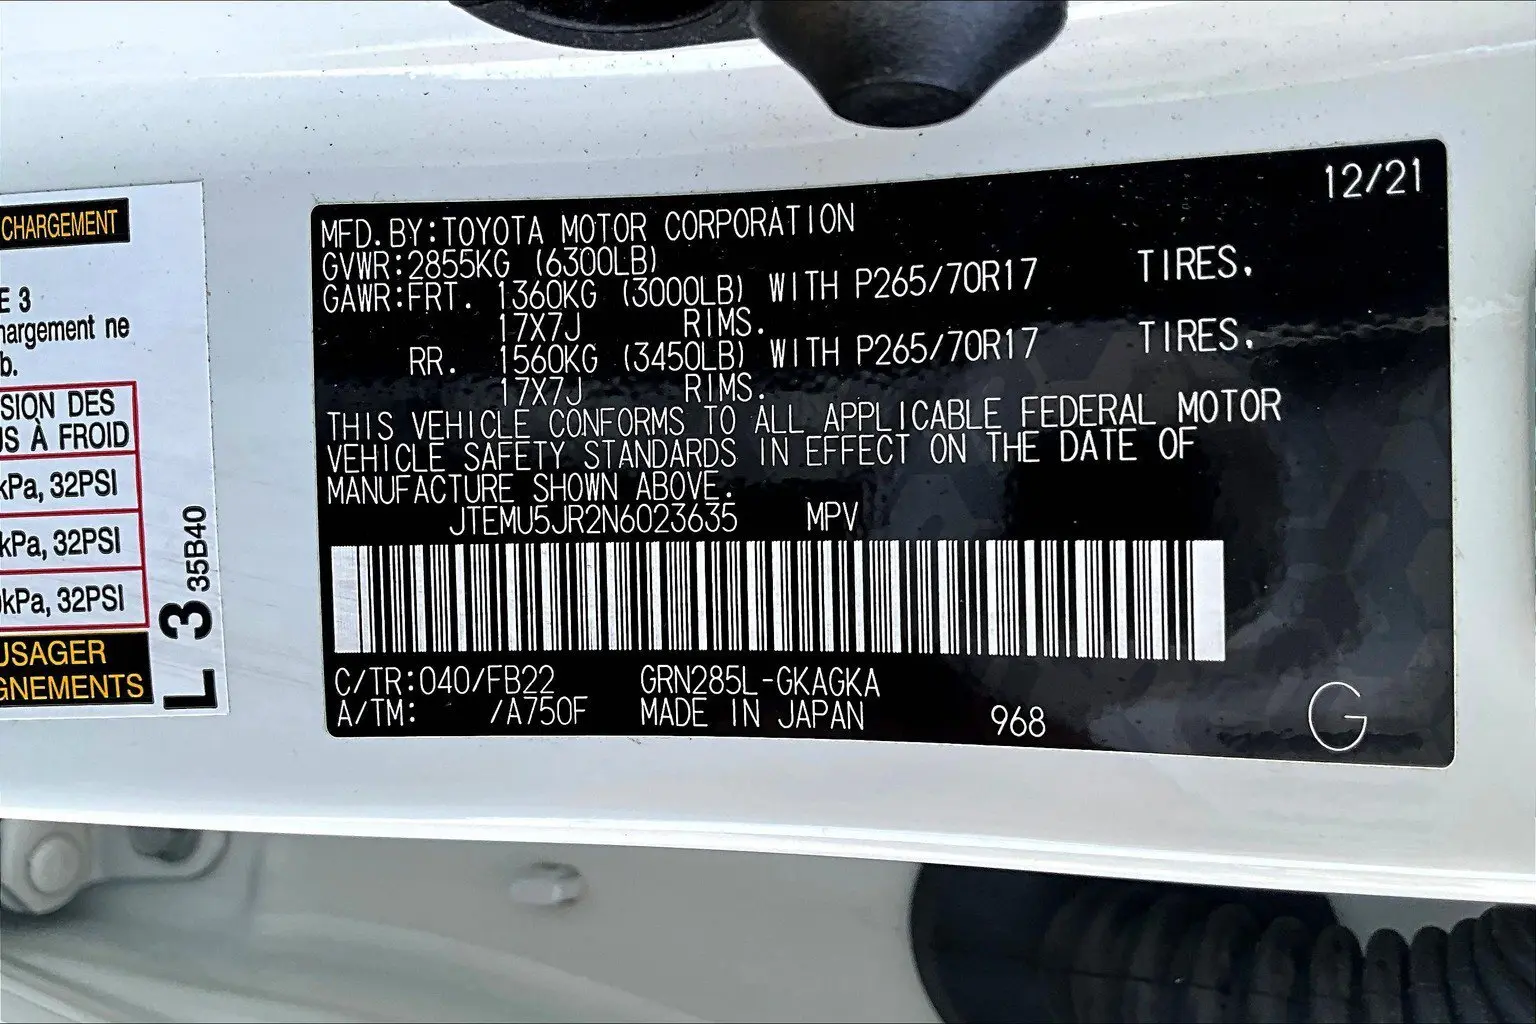 CHARGEMENT
E 3
hargement ne
b.
SION DES
US À FROID
kPa, 32PSI
kPa, 32PSI
kPa, 32PSI
USAGER
GNEMENTS
L 3 35B40
12/21
MFD. BY: TOYOTA MOTOR CORPORATION
GVWR: 2855KG (6300LB)
GAWR: FRT. 1360KG (3000LB) WITH P265/70R17 TIRES.
17X7J RIMS.
RR. 1560KG (3450LB) WITH P265/70R17 TIRES.
17X7J RIMS.
THIS VEHICLE CONFORMS TO ALL APPLICABLE FEDERAL MOTOR
VEHICLE SAFETY STANDARDS IN EFFECT ON THE DATE OF
MANUFACTURE SHOWN ABOVE.
JTEMU5JR2N6023635 MPV
C/TR: 040/FB22 GRN285L-GKAGKA
A/TM: /A750F MADE IN JAPAN 968 G